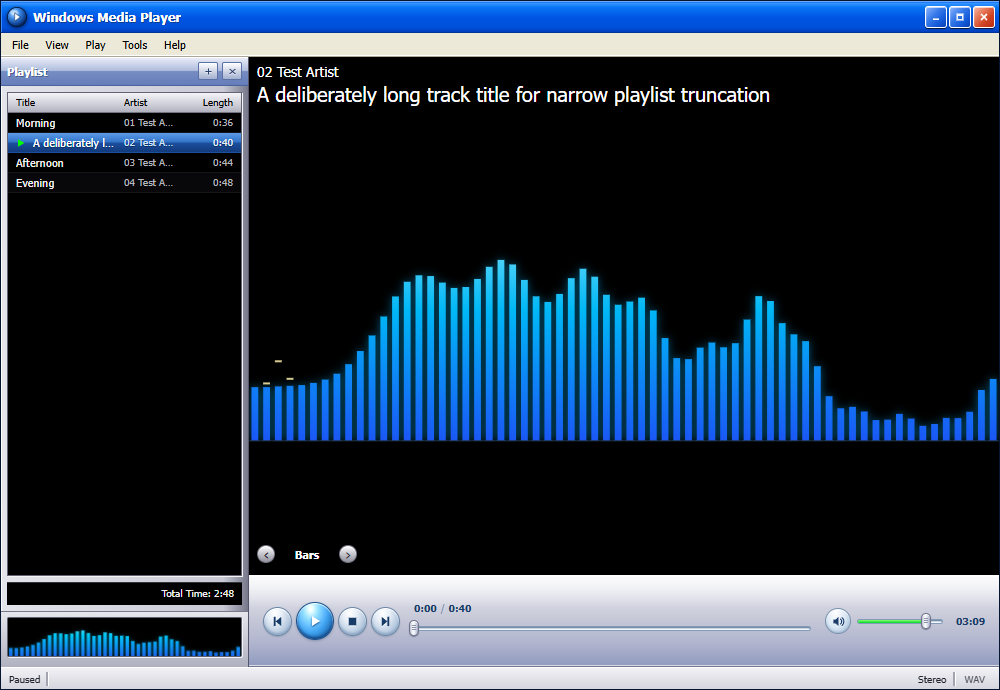 Windows Media Player
File View Play Tools Help
Playlist
02 Test Artist
A deliberately long track title for narrow playlist truncation
Title Artist Length
Morning 01 Test A... 0:36
A deliberately l... 02 Test A... 0:40
Afternoon 03 Test A... 0:44
Evening 04 Test A... 0:48
Bars
Total Time: 2:48
0:00 / 0:40
03:09
Paused
Stereo WAV